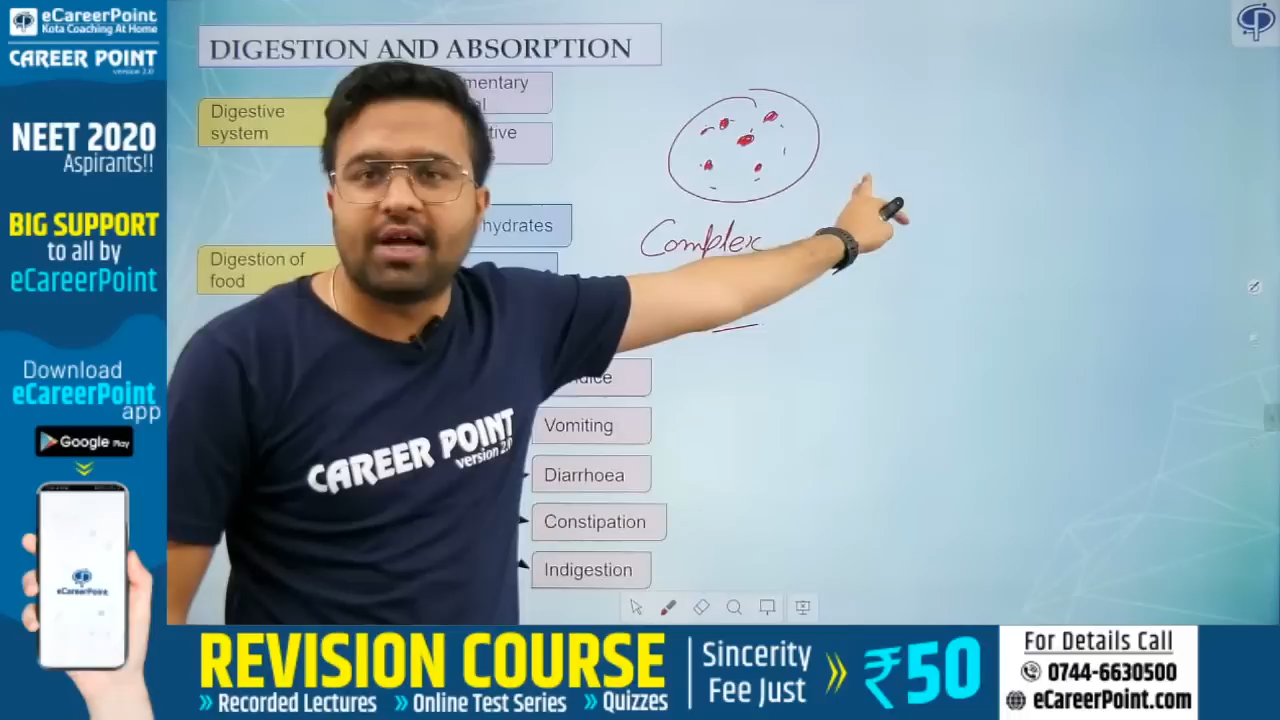 eCareerPoint
Kota Coaching At Home
CAREER POINT
version 2.0
NEET 2020
Aspirants!!
BIG SUPPORT
to all by
eCareerPoint
Download
eCareerPoint
app
Google Play
eCareerPoint
DIGESTION AND ABSORPTION
Digestive
system
Digestion of
food
Complex
Vomiting
Diarrhoea
Constipation
Indigestion
CAREER POINT
version 2.0
REVISION COURSE
» Recorded Lectures » Online Test Series » Quizzes
Sincerity
Fee Just
» ₹50
For Details Call
0744-6630500
eCareerPoint.com